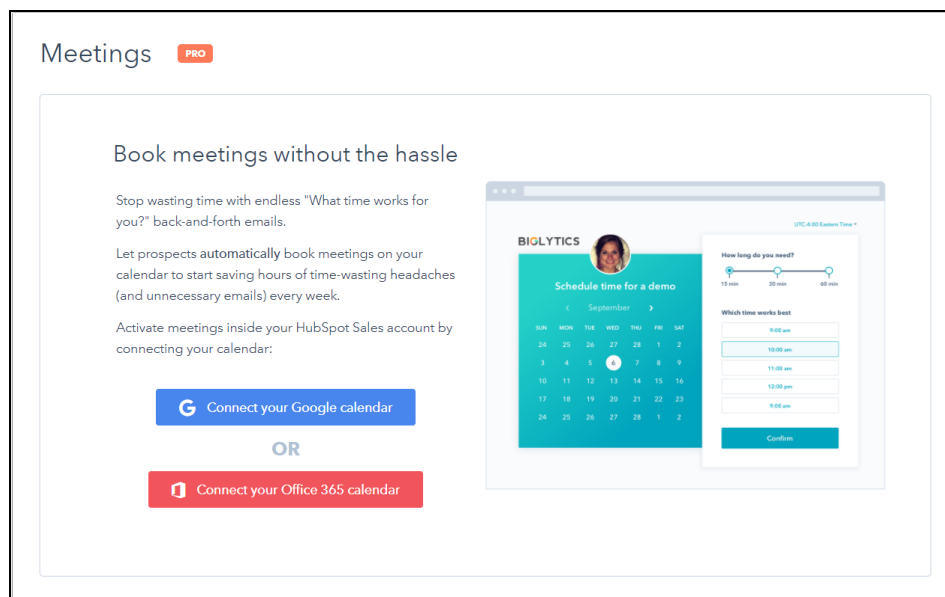 Meetings PRO
Book meetings without the hassle
Stop wasting time with endless "What time works for
you?" back-and-forth emails.
Let prospects automatically book meetings on your
calendar to start saving hours of time-wasting headaches
(and unnecessary emails) every week.
Activate meetings inside your HubSpot Sales account by
connecting your calendar:
Connect your Google calendar
OR
Connect your Office 365 calendar
UTC-4:00 Eastern Time
BIGLYTICS
Schedule time for a demo
September
SUN MON TUE WED THU FRI SAT
24 25 26 27 28 1 2
3 4 5 6 7 8 9
10 11 12 13 14 15 16
17 18 19 20 21 22 23
24 25 26 27 28 1 2
How long do you need?
15 min 30 min 60 min
Which time works best
9:00 am
10:00 am
11:00 am
12:00 pm
9:00 am
Confirm